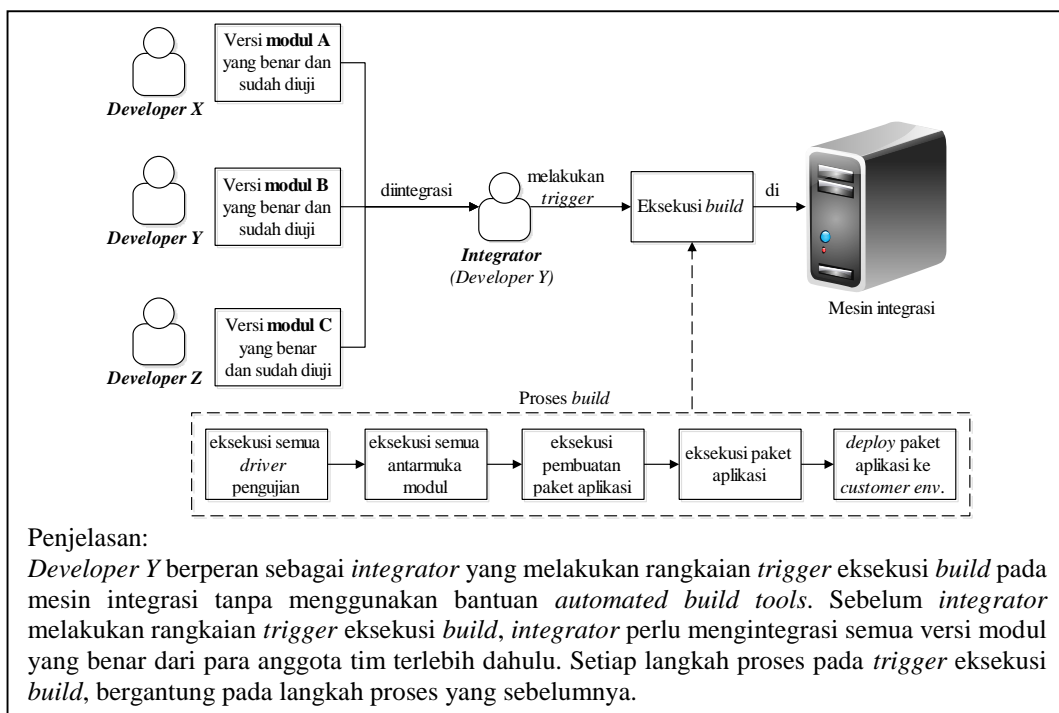 Versi modul A
yang benar dan
sudah diuji
Developer X
Versi modul B
yang benar dan
sudah diuji
Developer Y
Versi modul C
yang benar
dan sudah diuji
Developer Z
diintegrasi
Integrator
(Developer Y)
melakukan
trigger
Eksekusi build
di
Mesin integrasi
Proses build
eksekusi semua
driver
pengujian
eksekusi semua
antarmuka
modul
eksekusi
pembuatan
paket aplikasi
eksekusi paket
aplikasi
deploy paket
aplikasi ke
customer env.
Penjelasan:
Developer Y berperan sebagai integrator yang melakukan rangkaian trigger eksekusi build pada
mesin integrasi tanpa menggunakan bantuan automated build tools. Sebelum integrator
melakukan rangkaian trigger eksekusi build, integrator perlu mengintegrasi semua versi modul
yang benar dari para anggota tim terlebih dahulu. Setiap langkah proses pada trigger eksekusi
build, bergantung pada langkah proses yang sebelumnya.